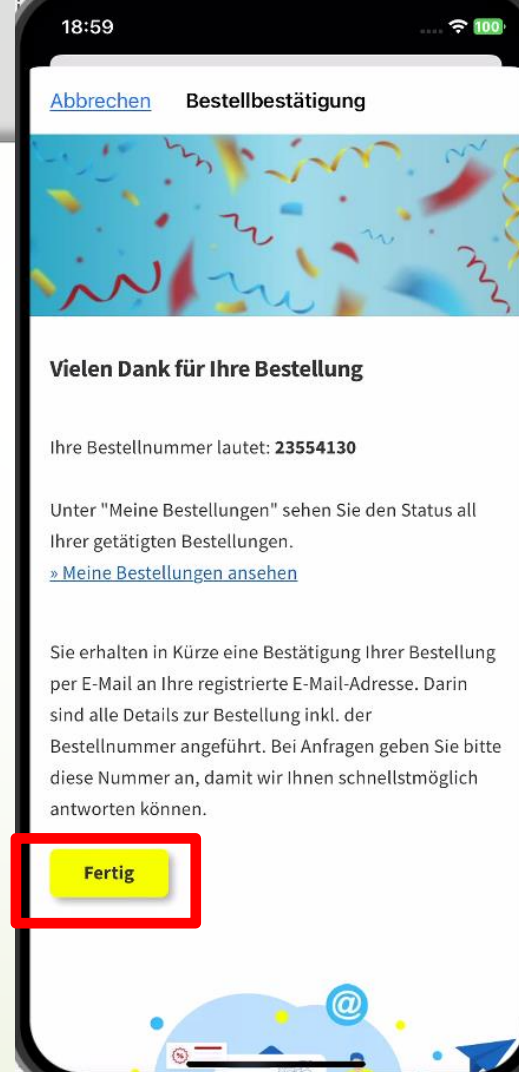 18:59
100
Abbrechen Bestellbestätigung
Vielen Dank für Ihre Bestellung
Ihre Bestellnummer lautet: 23554130
Unter "Meine Bestellungen" sehen Sie den Status all
Ihrer getätigten Bestellungen.
» Meine Bestellungen ansehen
Sie erhalten in Kürze eine Bestätigung Ihrer Bestellung
per E-Mail an Ihre registrierte E-Mail-Adresse. Darin
sind alle Details zur Bestellung inkl. der
Bestellnummer angeführt. Bei Anfragen geben Sie bitte
diese Nummer an, damit wir Ihnen schnellstmöglich
antworten können.
Fertig
@
%